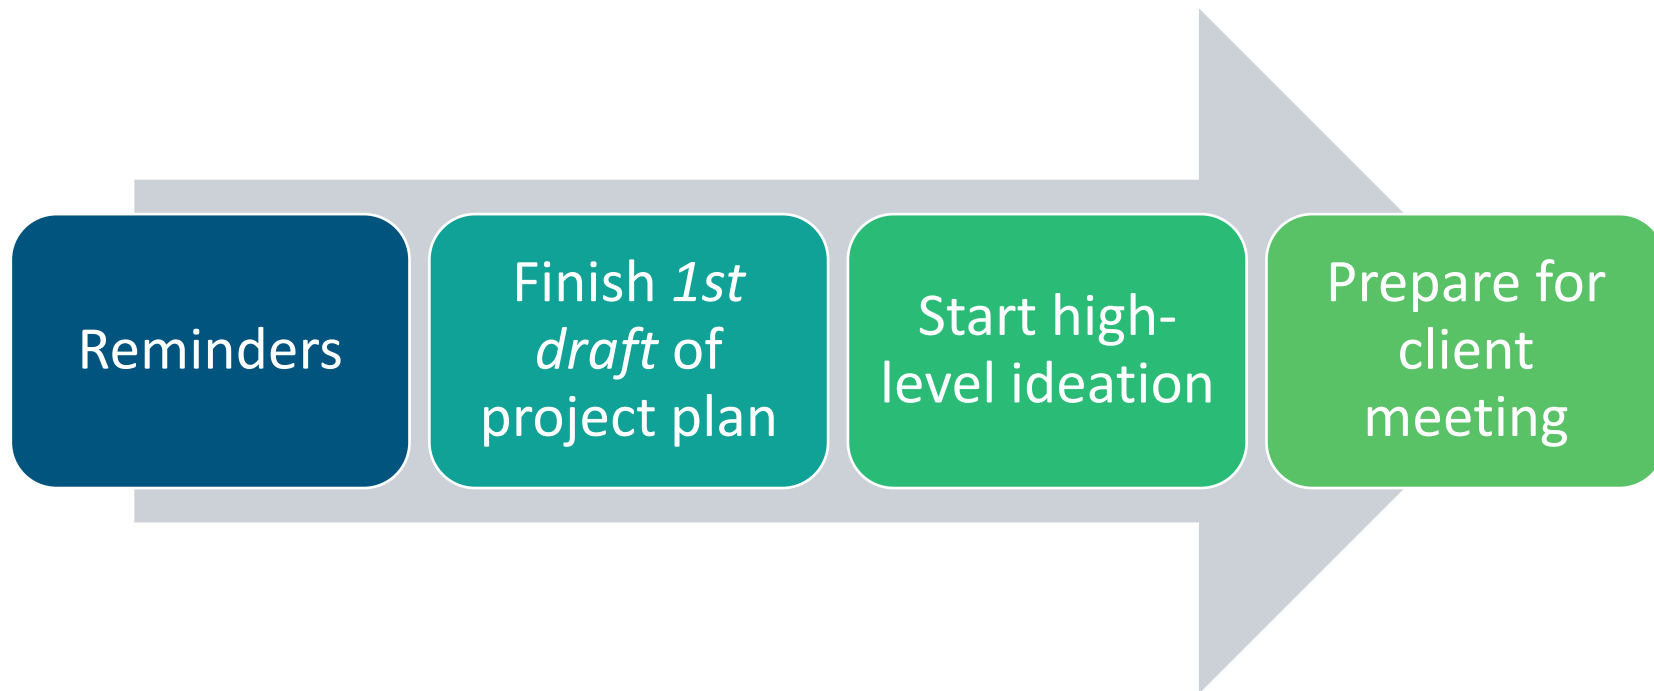 Reminders
Finish 1st
draft of
project plan
Start high-
level ideation
Prepare for
client
meeting